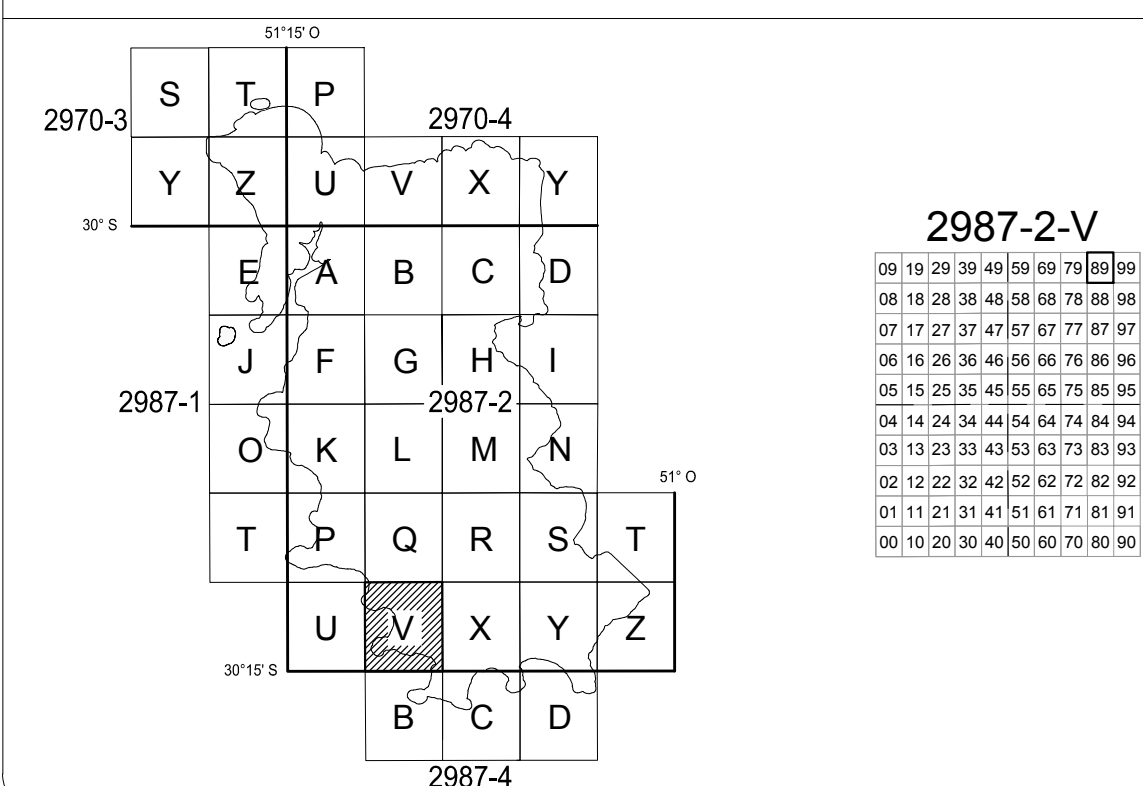 51°15' O
S T P
2970-3 2970-4
Y Z U V X Y
30° S
E A B C D
J F G H I
2987-1 2987-2
O K L M N
51° O
T P Q R S T
U V X Y Z
30°15' S
B C D
2987-4
2987-2-V
09 19 29 39 49 59 69 79 89 99
08 18 28 38 48 58 68 78 88 98
07 17 27 37 47 57 67 77 87 97
06 16 26 36 46 56 66 76 86 96
05 15 25 35 45 55 65 75 85 95
04 14 24 34 44 54 64 74 84 94
03 13 23 33 43 53 63 73 83 93
02 12 22 32 42 52 62 72 82 92
01 11 21 31 41 51 61 71 81 91
00 10 20 30 40 50 60 70 80 90